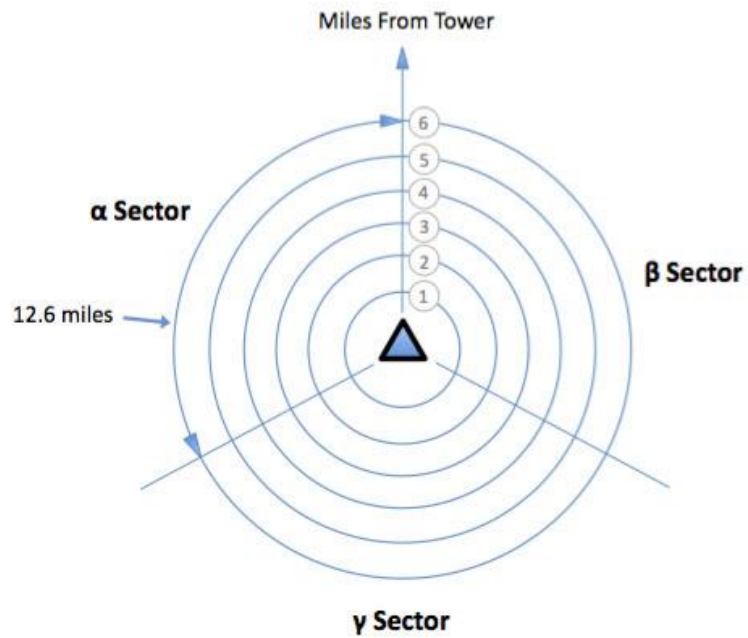 Miles From Tower
6
5
α Sector
4
3
β Sector
2
12.6 miles
1
γ Sector